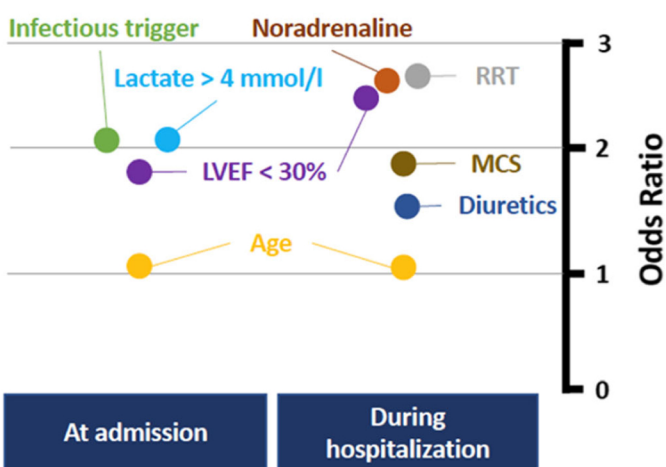 Infectious trigger
Noradrenaline
Lactate > 4 mmol/l
RRT
LVEF < 30%
MCS
Diuretics
Age
3
2
1
0
Odds Ratio
At admission
During
hospitalization